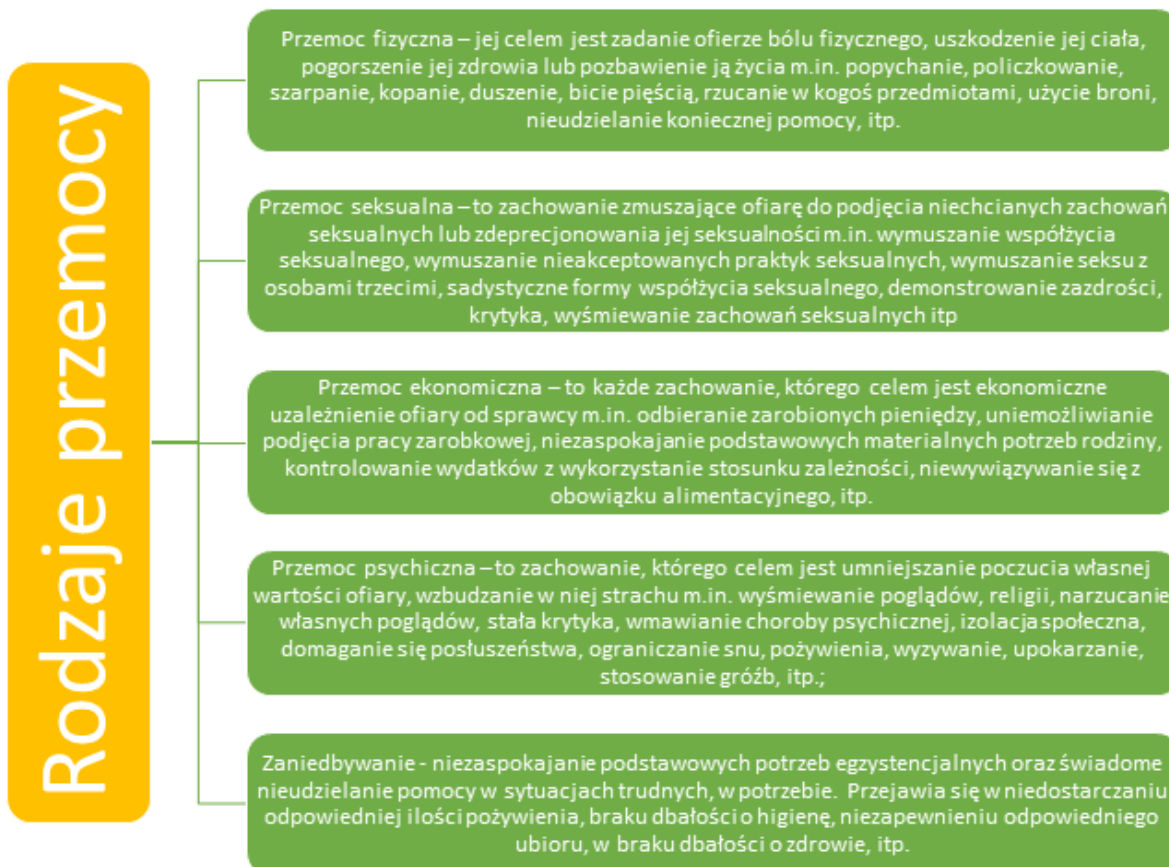 Rodzaje przemocy
Przemoc fizyczna – jej celem jest zadanie ofierze bólu fizycznego, uszkodzenie jej ciała,
pogorszenie jej zdrowia lub pozbawienie ją życia m.in. popychanie, policzkowanie,
szarpanie, kopanie, duszenie, bicie pięścią, rzucanie w kogoś przedmiotami, użycie broni,
nieudzielanie koniecznej pomocy, itp.
Przemoc seksualna – to zachowanie zmuszające ofiarę do podjęcia niechcianych zachowań
seksualnych lub zdeprecjonowania jej seksualności m.in. wymuszanie współżycia
seksualnego, wymuszanie nieakceptowanych praktyk seksualnych, wymuszanie seksu z
osobami trzecimi, sadystyczne formy współżycia seksualnego, demonstrowanie zazdrości,
krytyka, wyśmiewanie zachowań seksualnych itp
Przemoc ekonomiczna – to każde zachowanie, którego celem jest ekonomiczne
uzależnienie ofiary od sprawcy m.in. odbieranie zarobionych pieniędzy, uniemożliwianie
podjęcia pracy zarobkowej, niezaspokajanie podstawowych materialnych potrzeb rodziny,
kontrolowanie wydatków z wykorzystanie stosunku zależności, niewywiązywanie się z
obowiązku alimentacyjnego, itp.
Przemoc psychiczna – to zachowanie, którego celem jest umniejszanie poczucia własnej
wartości ofiary, wzbudzanie w niej strachu m.in. wyśmiewanie poglądów, religii, narzucanie
własnych poglądów, stała krytyka, wmawianie choroby psychicznej, izolacja społeczna,
domaganie się posłuszeństwa, ograniczanie snu, pożywienia, wyzywanie, upokarzanie,
stosowanie gróźb, itp.;
Zaniedbywanie - niezaspokajanie podstawowych potrzeb egzystencjalnych oraz świadome
nieudzielanie pomocy w sytuacjach trudnych, w potrzebie. Przejawia się w niedostarczaniu
odpowiedniej ilości pożywienia, braku dbałości o higienę, niezapewnieniu odpowiedniego
ubioru, w braku dbałości o zdrowie, itp.